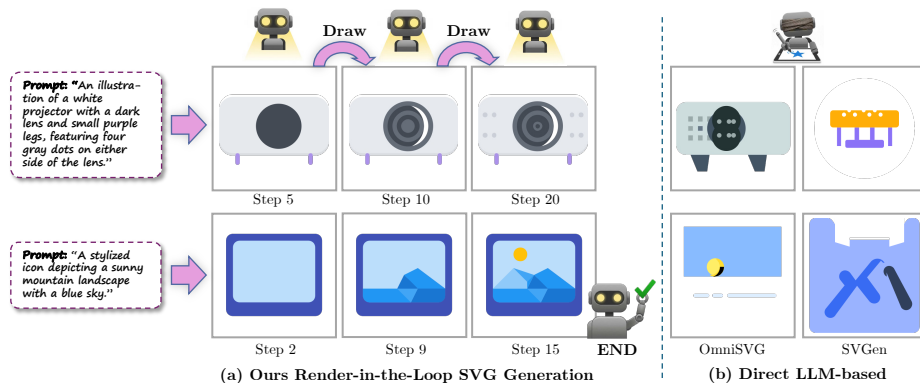 Draw
Draw
Prompt: "An illustra-
tion of a white
projector with a dark
lens and small purple
legs, featuring four
gray dots on either
side of the lens."
Step 5
Step 10
Step 20
Prompt: "A stylized
icon depicting a sunny
mountain landscape
with a blue sky."
Step 2
Step 9
Step 15
END
OmniSVG
SVGen
(a) Ours Render-in-the-Loop SVG Generation
(b) Direct LLM-based